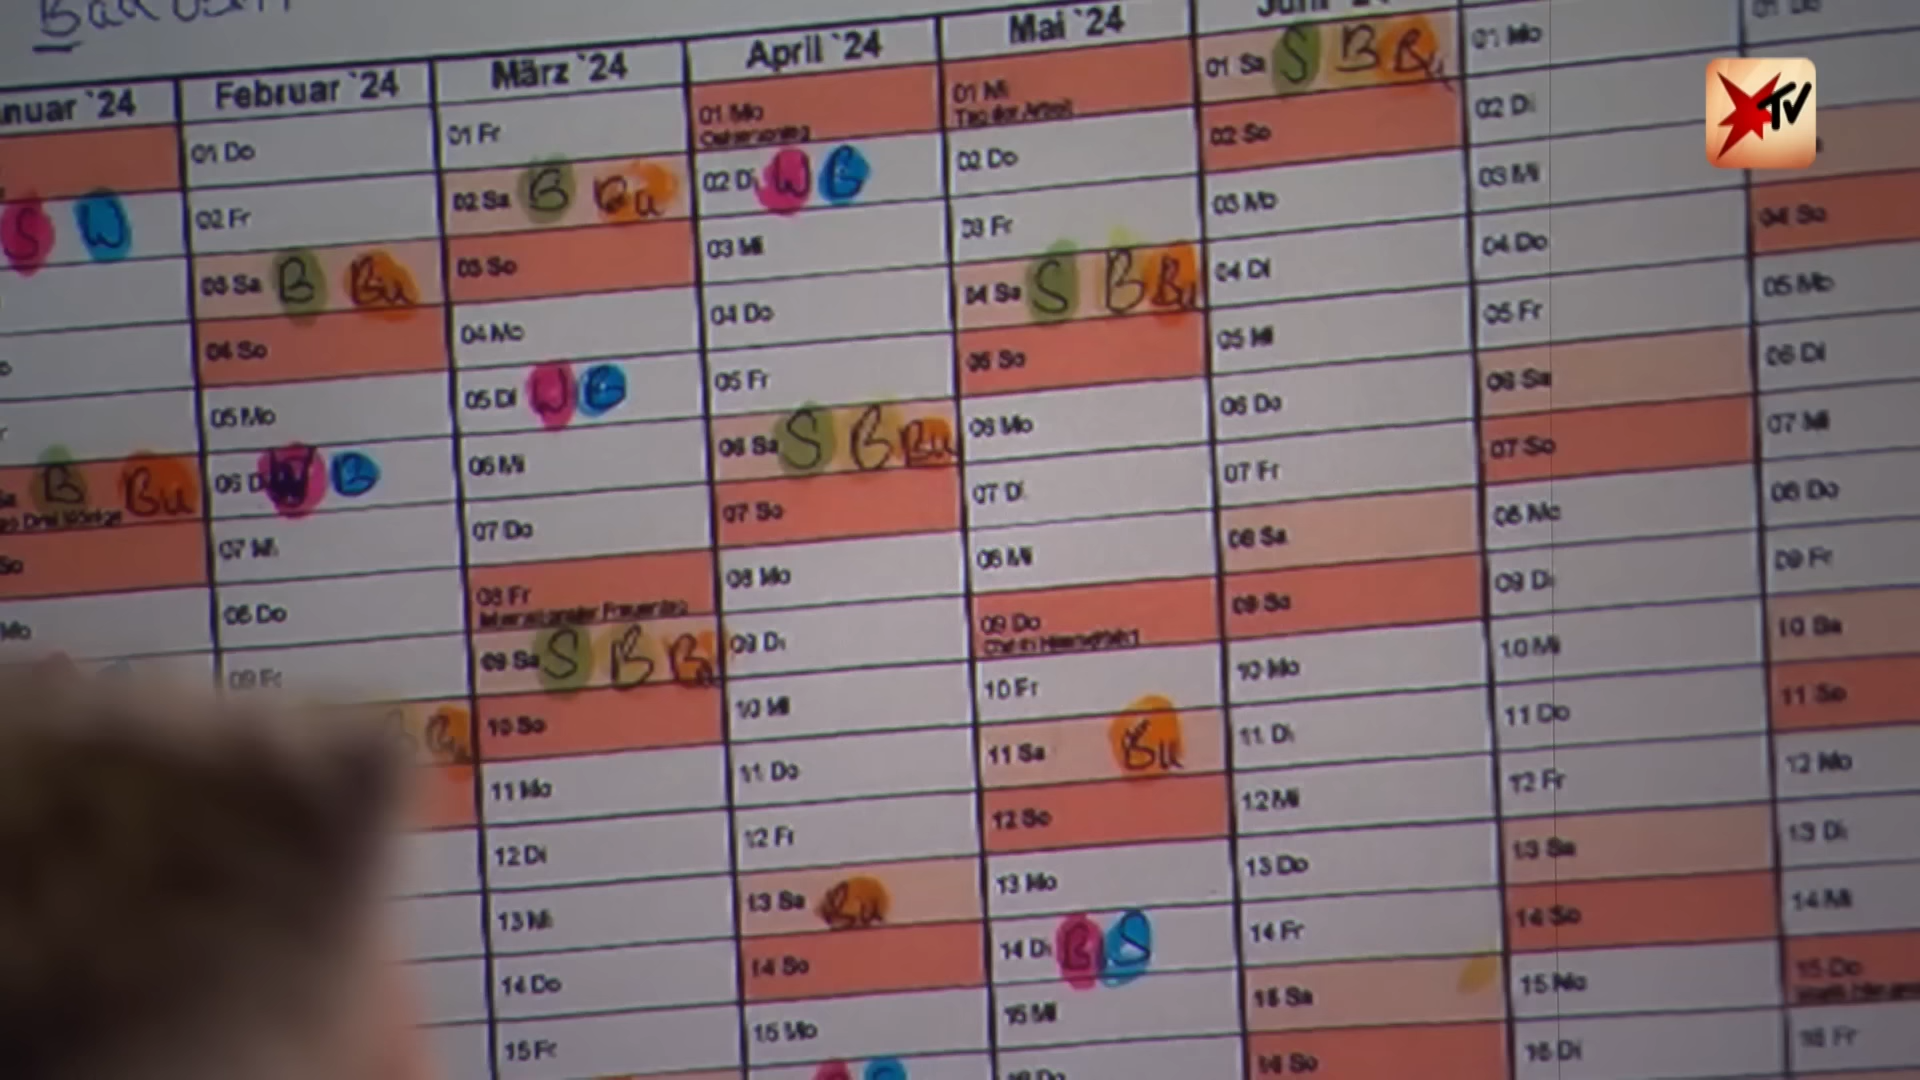 TV
Februar `24
März `24
April `24
Mai `24
01 Do
02 Fr
03 Sa B Bu
04 So
05 Mo
06 Di W B
07 Mi
08 Do
09 Fr
Bu
01 Fr
02 Sa B Bu
03 So
04 Mo
05 Di W B
06 Mi
07 Do
08 Fr
Internationaler Frauentag
09 Sa S B Bu
10 So
11 Mo
12 Di
13 Mi
14 Do
15 Fr
01 Mo
Ostermontag
02 Di W B
03 Mi
04 Do
05 Fr
06 Sa S B Bu
07 So
08 Mo
09 Di
10 Mi
11 Do
12 Fr
13 Sa Bu
14 So
15 Mo
01 Mi
Tag der Arbeit
02 Do
03 Fr
04 Sa S B Bu
05 So
06 Mo
07 Di
08 Mi
09 Do
Christi Himmelfahrt
10 Fr
11 Sa Bu
12 So
13 Mo
14 Di B S
15 Mi
01 Sa S B Bu
02 So
03 Mo
04 Di
05 Mi
06 Do
07 Fr
08 Sa
09 So
10 Mo
11 Di
12 Mi
13 Do
14 Fr
15 Sa
16 So
01 Mo
02 Di
03 Mi
04 Do
05 Fr
06 Sa
07 So
08 Mo
09 Di
10 Mi
11 Do
12 Fr
13 Sa
14 So
15 Mo
16 Di
04 So
05 Mo
06 Di
07 Mi
08 Do
09 Fr
10 Sa
11 So
12 Mo
13 Di
14 Mi
15 Do
16 Fr